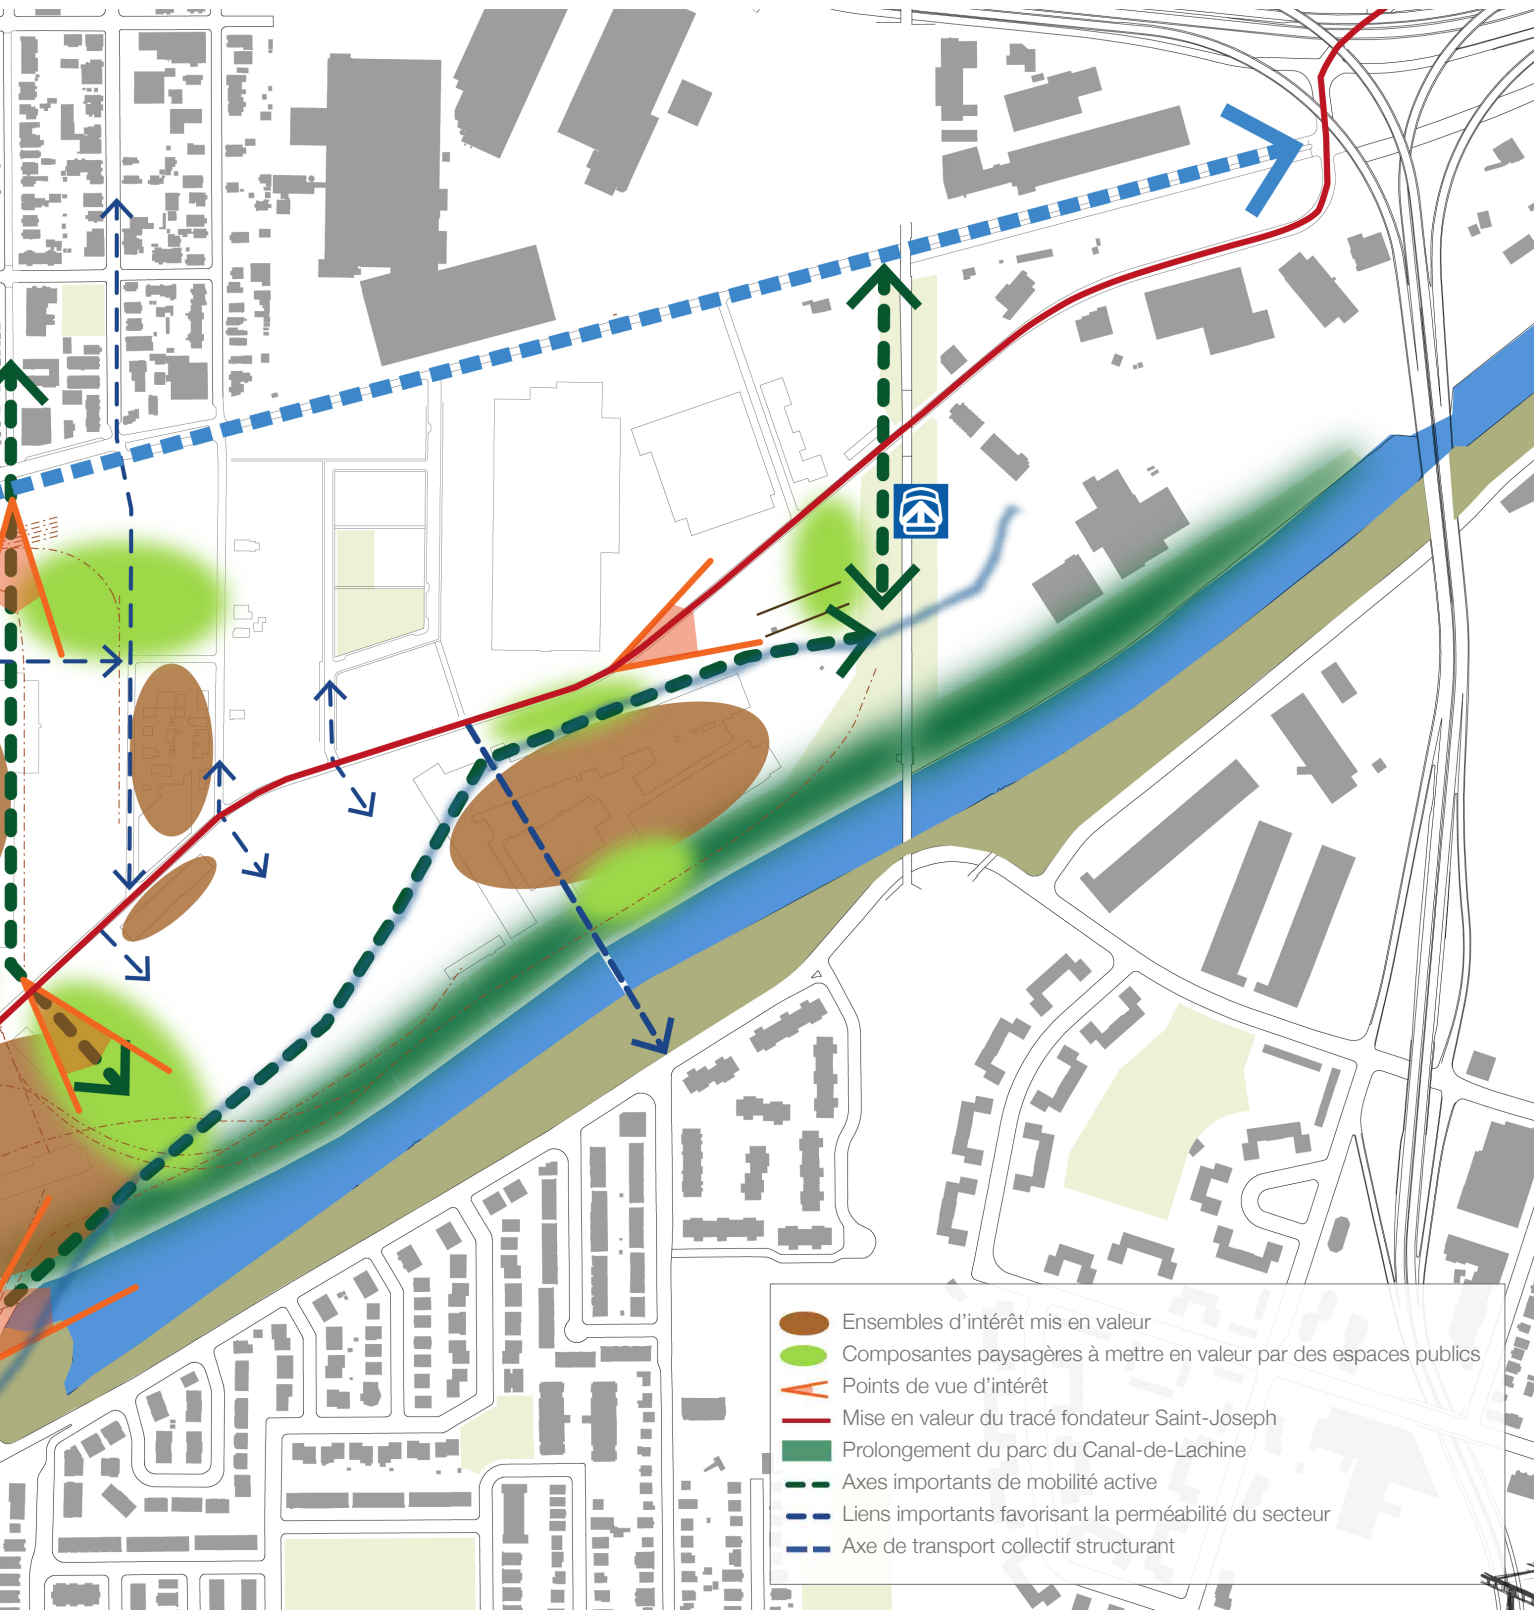 Ensembles d'intérêt mis en valeur
Composantes paysagères à mettre en valeur par des espaces publics
Points de vue d'intérêt
Mise en valeur du tracé fondateur Saint-Joseph
Prolongement du parc du Canal-de-Lachine
Axes importants de mobilité active
Liens importants favorisant la perméabilité du secteur
Axe de transport collectif structurant